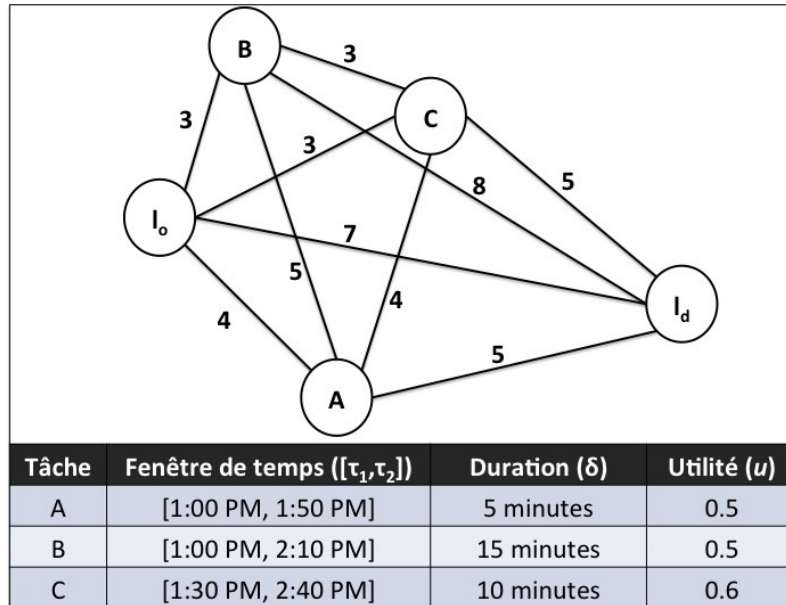 B
3
C
3
3
8
5
lo
7
5
4
4
ld
5
A
Tâche Fenêtre de temps ([τ1,τ2]) Duration (δ) Utilité (u)
A [1:00 PM, 1:50 PM] 5 minutes 0.5
B [1:00 PM, 2:10 PM] 15 minutes 0.5
C [1:30 PM, 2:40 PM] 10 minutes 0.6